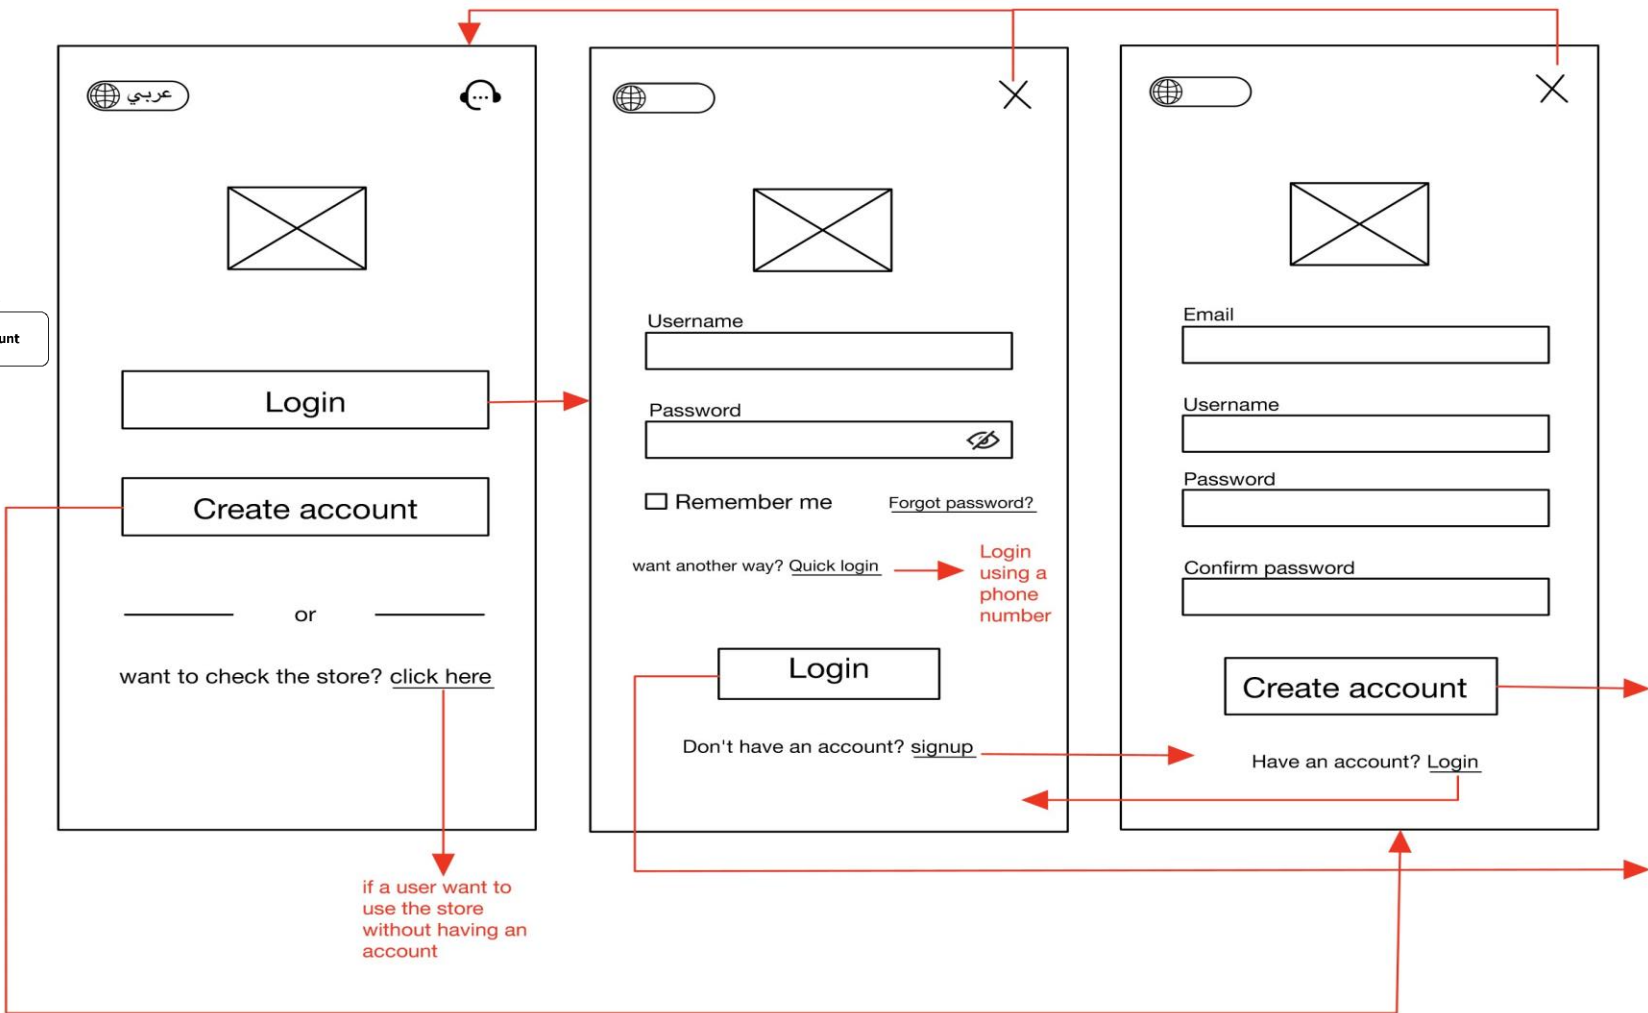 عربي
Login
Create account
or
want to check the store? click here
if a user want to
use the store
without having an
account
Username
Password
Remember me
Forgot password?
want another way? Quick login
Login
using a
phone
number
Login
Don't have an account? signup
Email
Username
Password
Confirm password
Create account
Have an account? Login